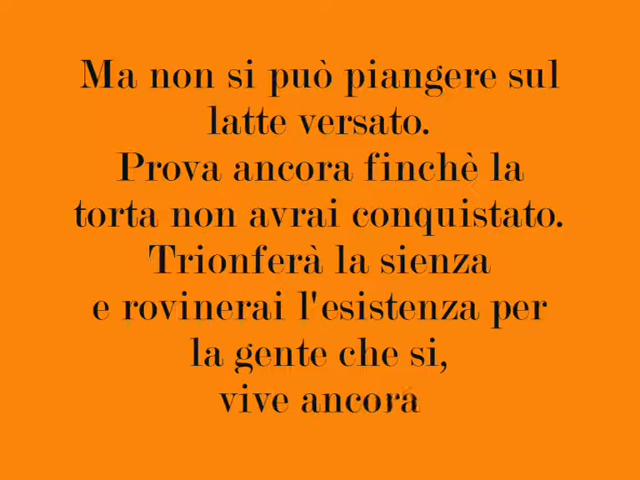 Ma non si può piangere sul
latte versato.
Prova ancora finchè la
torta non avrai conquistato.
Trionferà la sienza
e rovinerai l'esistenza per
la gente che si,
vive ancora